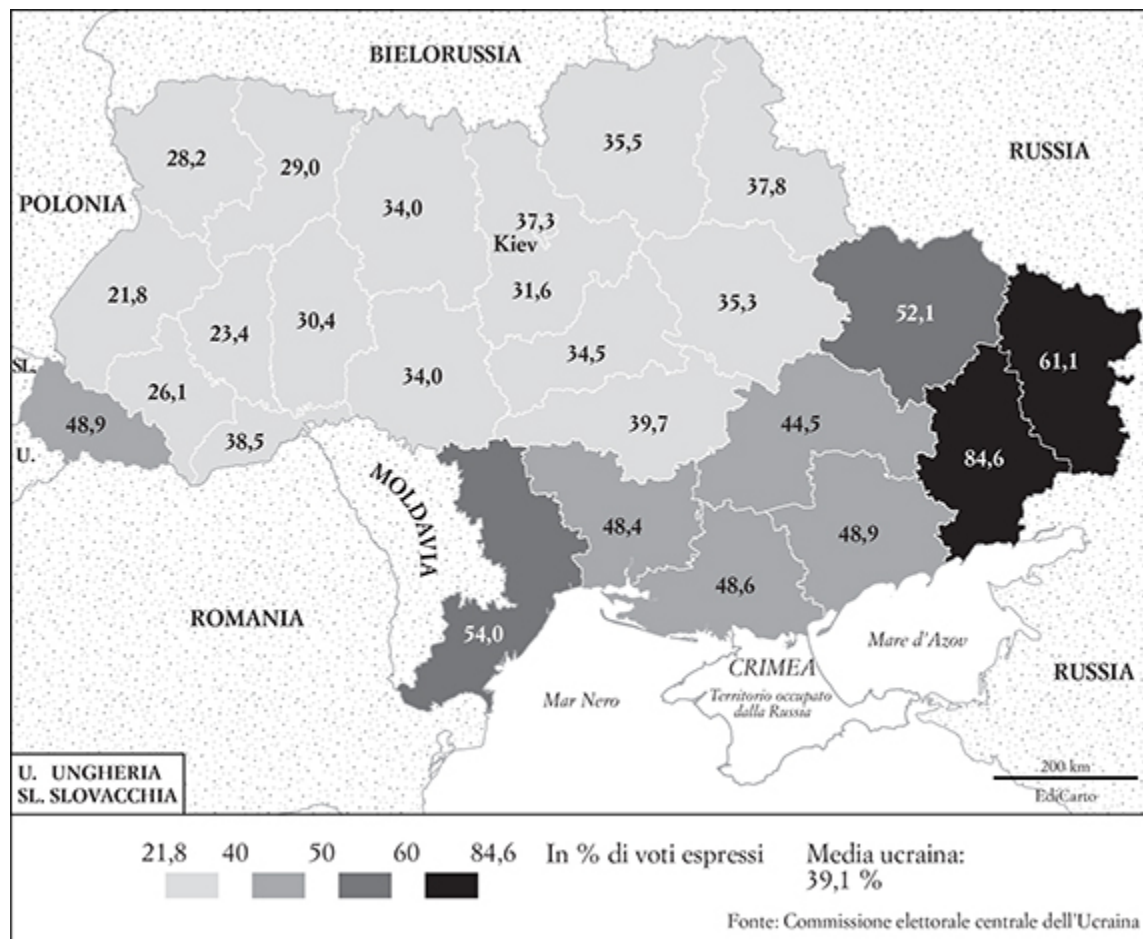 BIELORUSSIA
RUSSIA
POLONIA
28,2
29,0
34,0
35,5
37,8
37,3
Kiev
31,6
21,8
23,4
30,4
34,0
34,5
35,3
52,1
61,1
SL.
26,1
48,9
38,5
U.
39,7
44,5
84,6
MOLDAVIA
48,4
48,9
48,6
ROMANIA
54,0
Mare d'Azov
CRIMEA
Territorio occupato
dalla Russia
Mar Nero
RUSSIA
200 km
EdiCarto
U. UNGHERIA
SL. SLOVACCHIA
21,8 40 50 60 84,6 In % di voti espressi
Media ucraina:
39,1 %
Fonte: Commissione elettorale centrale dell'Ucraina